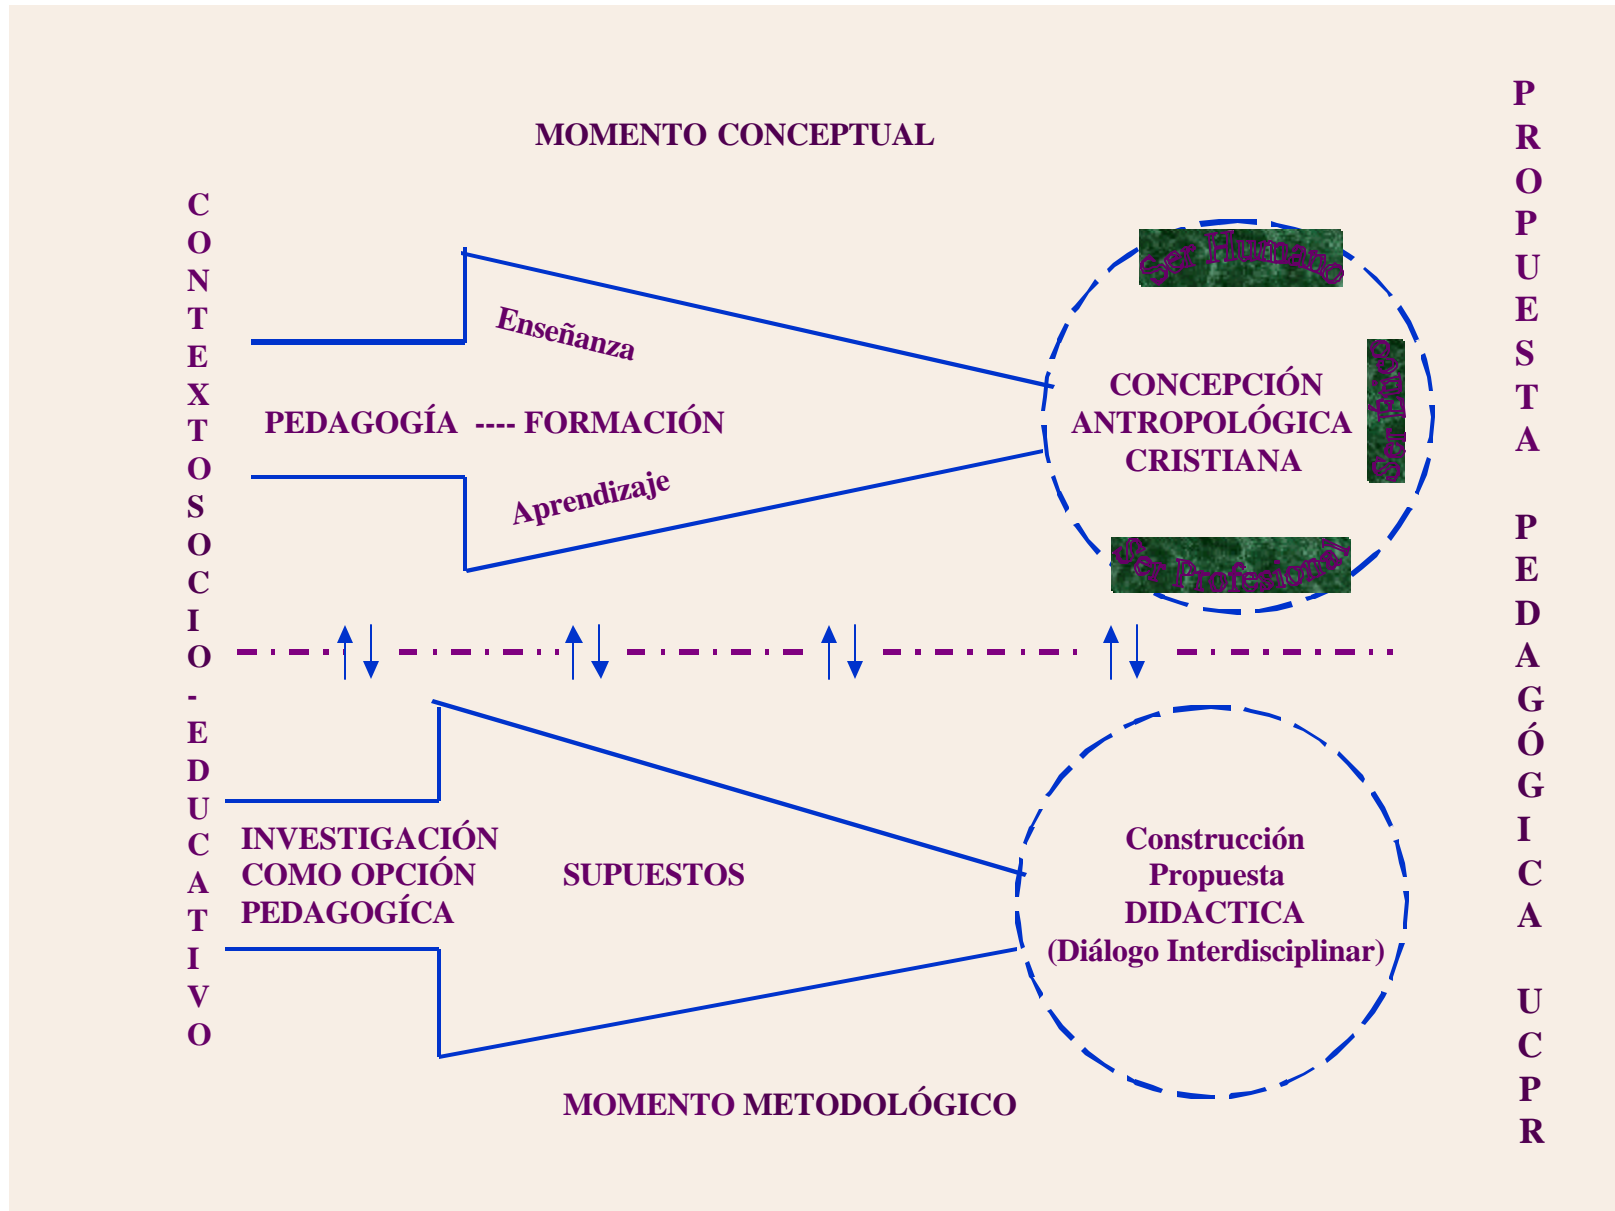 MOMENTO CONCEPTUAL
CONTEXTO SOCIO - EDUCATIVO
Enseñanza
PEDAGOGÍA ---- FORMACIÓN
Aprendizaje
Ser Humano
CONCEPCIÓN
ANTROPOLÓGICA
CRISTIANA
Ser Ético
Ser Profesional
INVESTIGACIÓN
COMO OPCIÓN
PEDAGOGÍCA
SUPUESTOS
Construcción
Propuesta
DIDACTICA
(Diálogo Interdisciplinar)
MOMENTO METODOLÓGICO
PROPUESTA PEDAGÓGICA UCPR